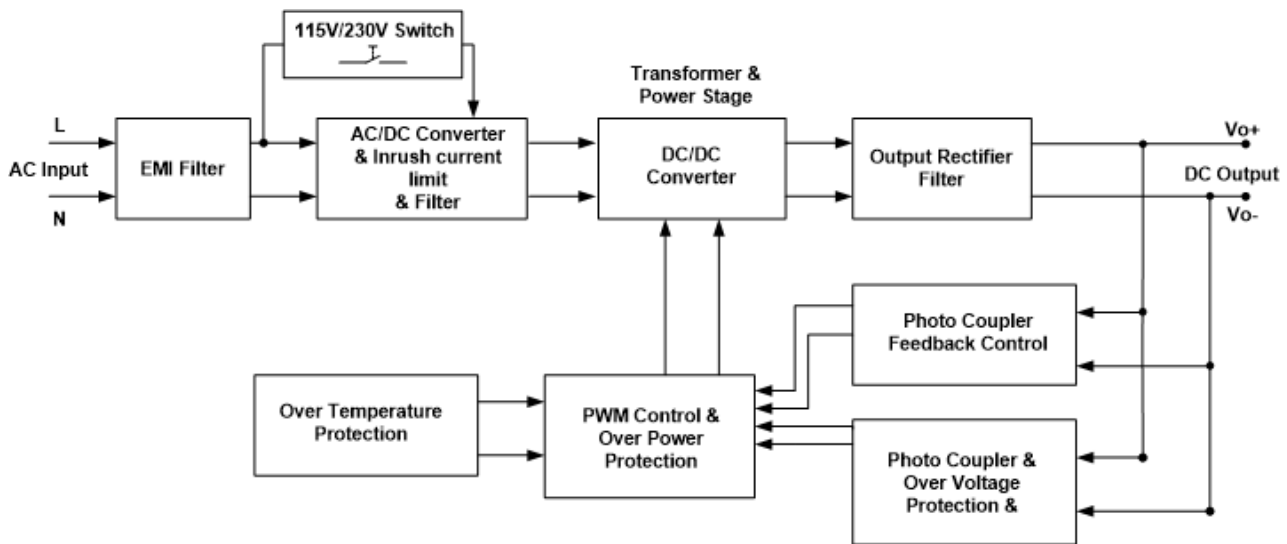 115V/230V Switch
Transformer &
Power Stage
L
AC Input
N
EMI Filter
AC/DC Converter
& Inrush current
limit
& Filter
DC/DC
Converter
Output Rectifier
Filter
Vo+
DC Output
Vo-
Photo Coupler
Feedback Control
Over Temperature
Protection
PWM Control &
Over Power
Protection
Photo Coupler &
Over Voltage
Protection &